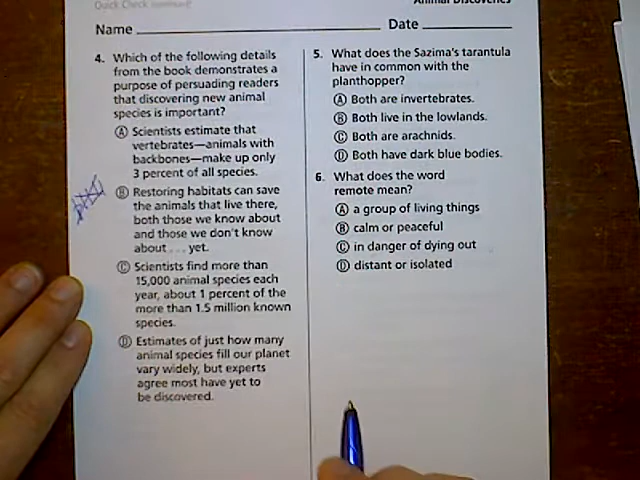 Quick Check (continued)
Animal Discoveries
Name
Date
4. Which of the following details
from the book demonstrates a
purpose of persuading readers
that discovering new animal
species is important?
Ⓐ Scientists estimate that
vertebrates—animals with
backbones—make up only
3 percent of all species.
Ⓑ Restoring habitats can save
the animals that live there,
both those we know about
and those we don't know
about . . . yet.
Ⓒ Scientists find more than
15,000 animal species each
year, about 1 percent of the
more than 1.5 million known
species.
Ⓓ Estimates of just how many
animal species fill our planet
vary widely, but experts
agree most have yet to
be discovered.
5. What does the Sazima's tarantula
have in common with the
planthopper?
Ⓐ Both are invertebrates.
Ⓑ Both live in the lowlands.
Ⓒ Both are arachnids.
Ⓓ Both have dark blue bodies.
6. What does the word
remote mean?
Ⓐ a group of living things
Ⓑ calm or peaceful
Ⓒ in danger of dying out
Ⓓ distant or isolated